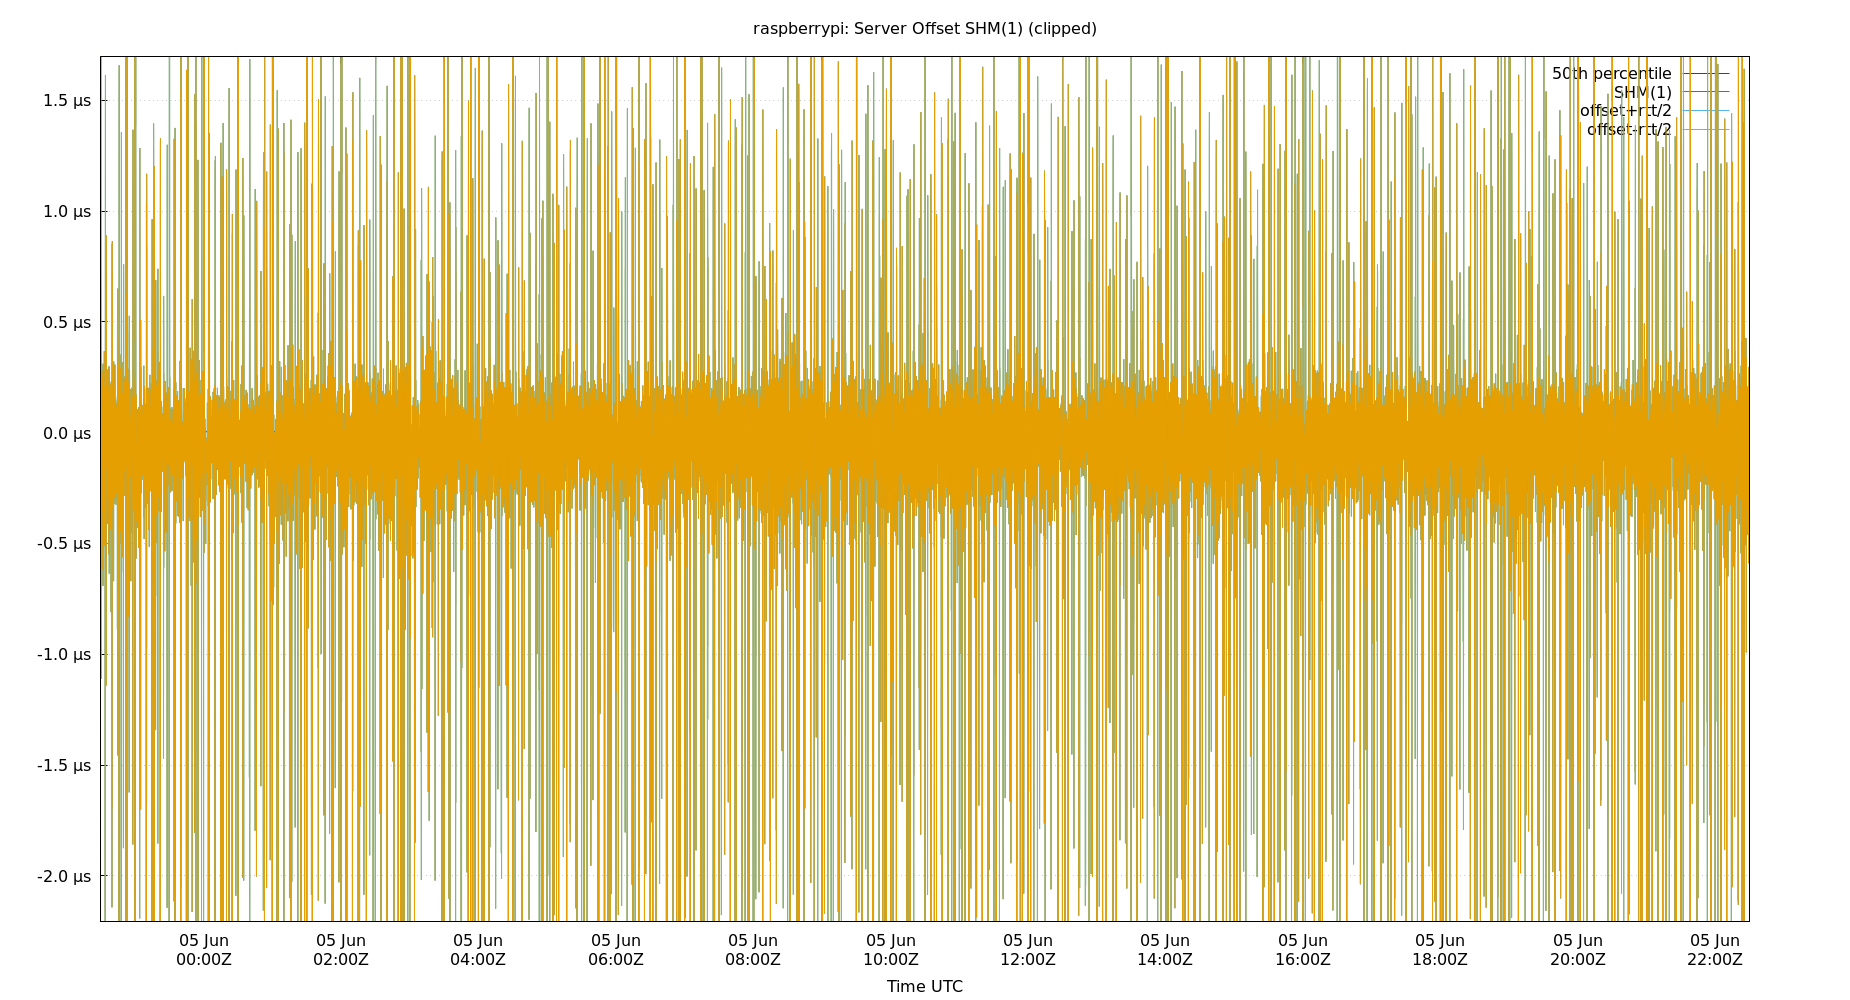 raspberrypi: Server Offset SHM(1) (clipped)
50th percentile
SHM(1)
offset+rtt/2
offset-rtt/2
1.5 µs
1.0 µs
0.5 µs
0.0 µs
-0.5 µs
-1.0 µs
-1.5 µs
-2.0 µs
05 Jun 05 Jun 05 Jun 05 Jun 05 Jun 05 Jun 05 Jun 05 Jun 05 Jun 05 Jun 05 Jun 05 Jun
00:00Z 02:00Z 04:00Z 06:00Z 08:00Z 10:00Z 12:00Z 14:00Z 16:00Z 18:00Z 20:00Z 22:00Z
Time UTC